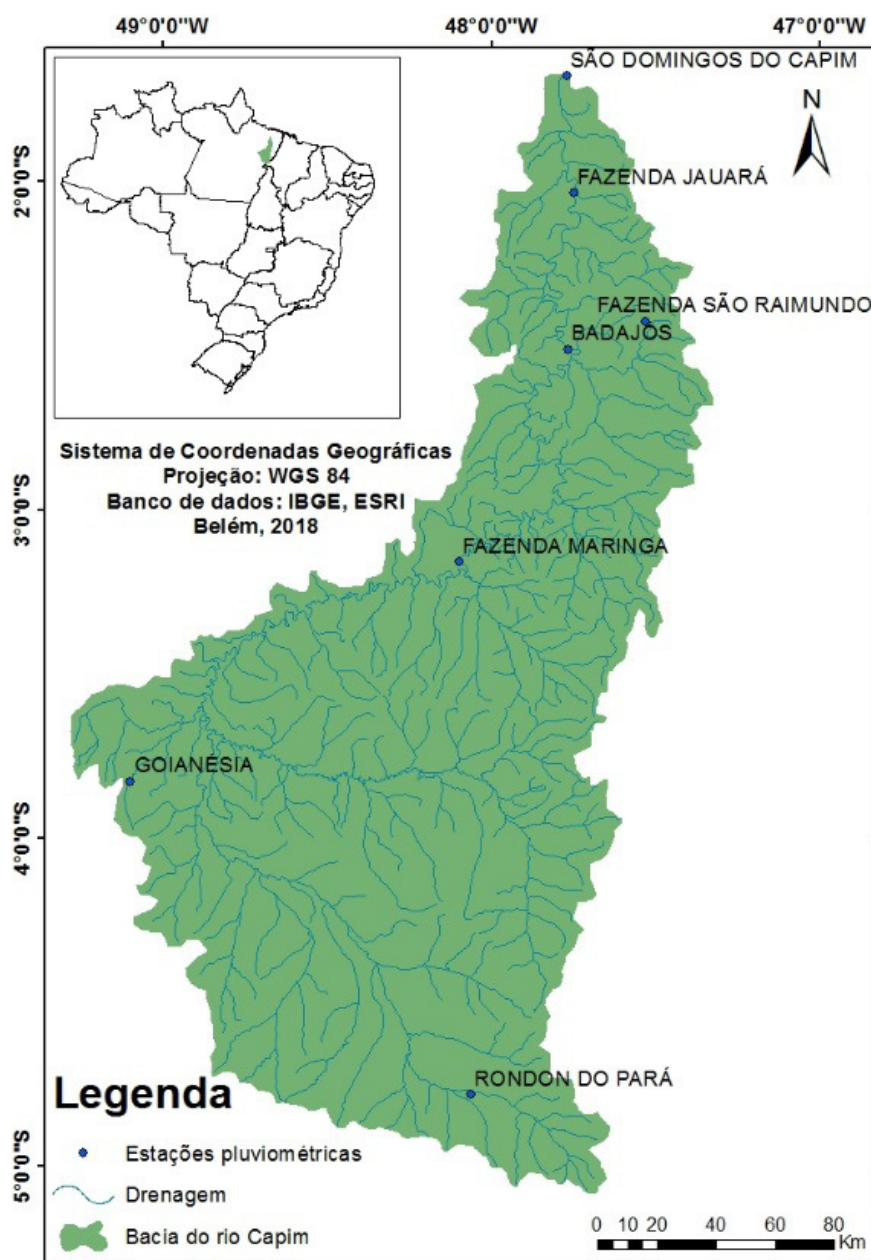 49°0'0"W 48°0'0"W 47°0'0"W
SÃO DOMINGOS DO CAPIM
N
2°0'0"S
FAZENDA JAUARÁ
FAZENDA SÃO RAIMUNDO
BADAJÓS
Sistema de Coordenadas Geográficas
Projeção: WGS 84
Banco de dados: IBGE, ESRI
Belém, 2018
3°0'0"S
FAZENDA MARINGA
GOIANÉSIA
4°0'0"S
RONDON DO PARÁ
Legenda
Estações pluviométricas
5°0'0"S
Drenagem
Bacia do rio Capim
0 10 20 40 60 80
Km